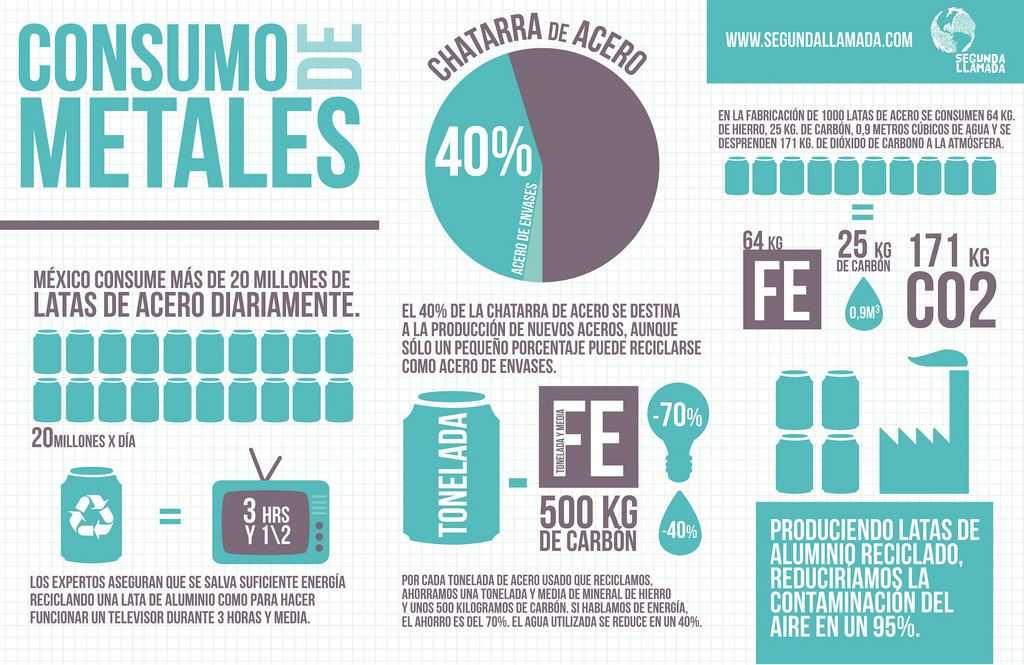 CONSUMO DE
METALES
MÉXICO CONSUME MÁS DE 20 MILLONES DE
LATAS DE ACERO DIARIAMENTE.
20 MILLONES X DÍA
=
3 HRS
Y 1\2
LOS EXPERTOS ASEGURAN QUE SE SALVA SUFICIENTE ENERGÍA
RECICLANDO UNA LATA DE ALUMINIO COMO PARA HACER
FUNCIONAR UN TELEVISOR DURANTE 3 HORAS Y MEDIA.
CHATARRA DE ACERO
40%
ACERO DE ENVASES
EL 40% DE LA CHATARRA DE ACERO SE DESTINA
A LA PRODUCCIÓN DE NUEVOS ACEROS, AUNQUE
SÓLO UN PEQUEÑO PORCENTAJE PUEDE RECICLARSE
COMO ACERO DE ENVASES.
TONELADA
-
TONELADA Y MEDIA
FE
500 KG
DE CARBÓN
-70%
-40%
POR CADA TONELADA DE ACERO USADO QUE RECICLAMOS,
AHORRAMOS UNA TONELADA Y MEDIA DE MINERAL DE HIERRO
Y UNOS 500 KILOGRAMOS DE CARBÓN. SI HABLAMOS DE ENERGÍA,
EL AHORRO ES DEL 70%. EL AGUA UTILIZADA SE REDUCE EN UN 40%.
WWW.SEGUNDALLAMADA.COM
SEGUNDA
LLAMADA
EN LA FABRICACIÓN DE 1000 LATAS DE ACERO SE CONSUMEN 64 KG.
DE HIERRO, 25 KG. DE CARBÓN, 0,9 METROS CÚBICOS DE AGUA Y SE
DESPRENDEN 171 KG. DE DIÓXIDO DE CARBONO A LA ATMÓSFERA.
=
64 KG
FE
25 KG
DE CARBÓN
0,9M³
171 KG
CO2
PRODUCIENDO LATAS DE
ALUMINIO RECICLADO,
REDUCIRÍAMOS LA
CONTAMINACIÓN DEL
AIRE EN UN 95%.